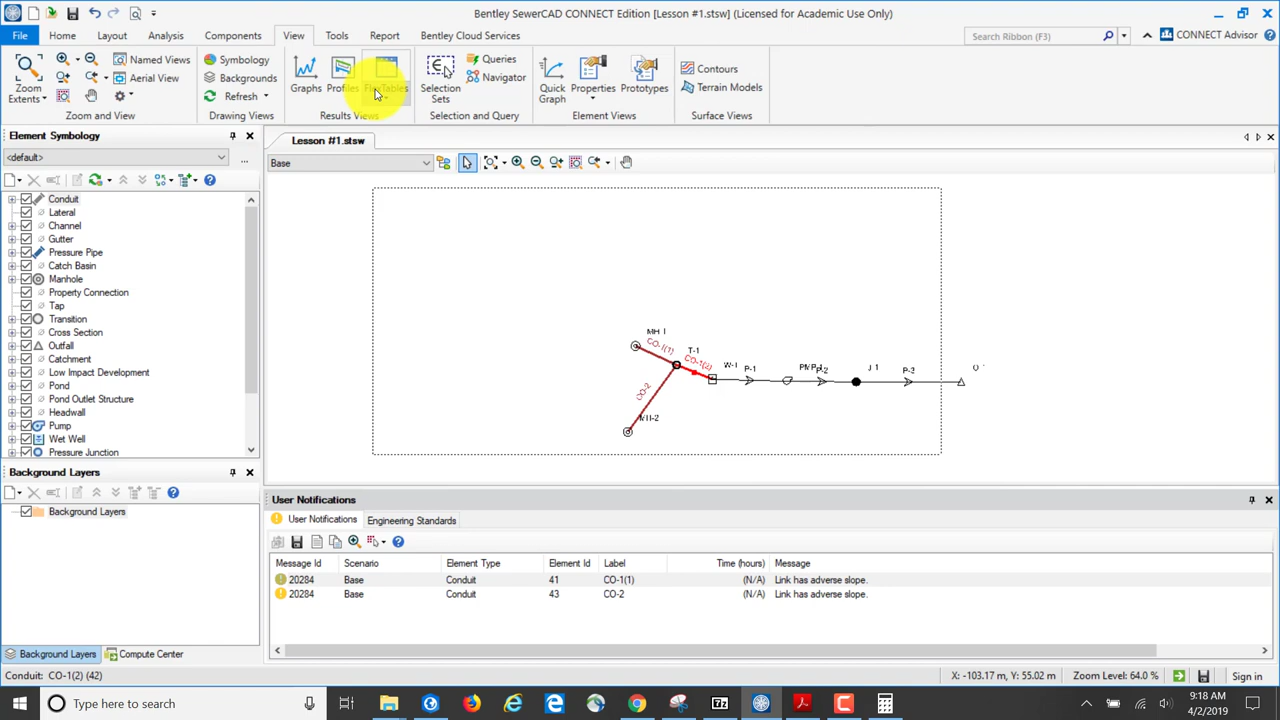 Bentley SewerCAD CONNECT Edition [Lesson #1.stsw] (Licensed for Academic Use Only)
File Home Layout Analysis View Components Tools Report Bentley Cloud Services Search Ribbon (F3) CONNECT Advisor
Zoom Extents
Named Views
Aerial View
Zoom and View
Symbology
Backgrounds
Refresh
Drawing Views
Graphs Profiles FlexTables
Results Views
Selection Sets
Queries
Navigator
Selection and Query
Quick Graph
Properties
Prototypes
Element Views
Contours
Terrain Models
Surface Views
Element Symbology
<default>
Conduit
Lateral
Channel
Gutter
Pressure Pipe
Catch Basin
Manhole
Property Connection
Tap
Transition
Cross Section
Outfall
Catchment
Low Impact Development
Pond
Pond Outlet Structure
Headwall
Pump
Wet Well
Pressure Junction
Background Layers
Background Layers
Background Layers Compute Center
Lesson #1.stsw
Base
CO-1(1)
T-1
CO-1(2)
W-1
P-1
P-2
J-1
P-3
CO-2
User Notifications
User Notifications Engineering Standards
Message Id Scenario Element Type Element Id Label Time (hours) Message
20284 Base Conduit 41 CO-1(1) (N/A) Link has adverse slope.
20284 Base Conduit 43 CO-2 (N/A) Link has adverse slope.
Conduit: CO-1(2) (42) X: -103.17 m, Y: 55.02 m Zoom Level: 64.0 % Sign in
Type here to search
9:18 AM
4/2/2019